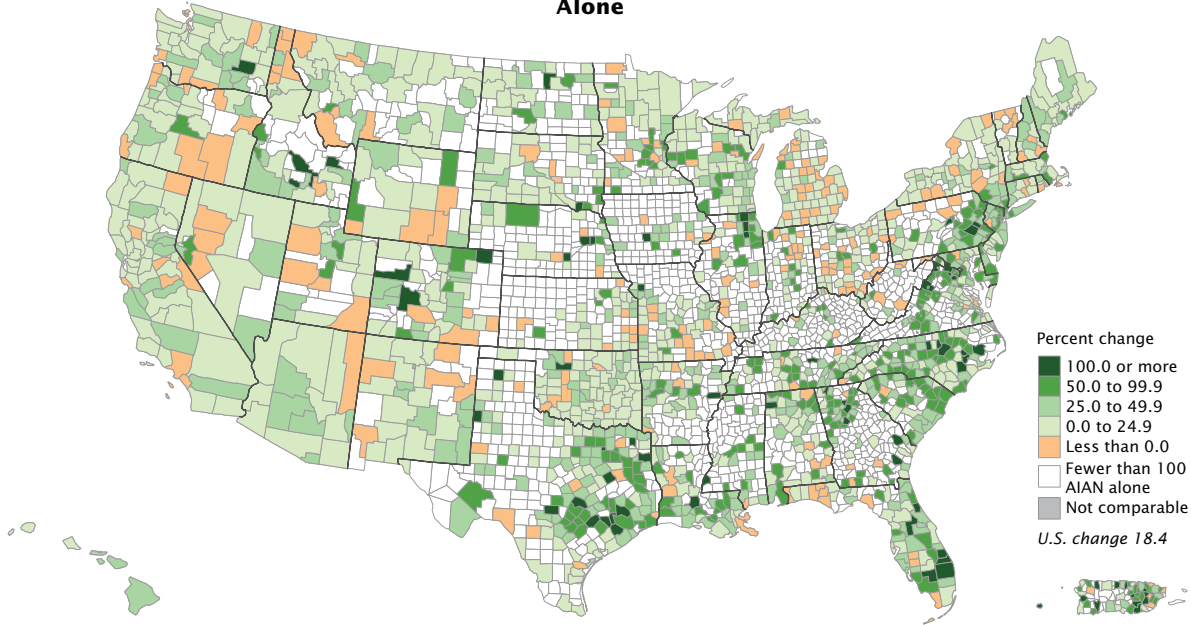 Alone
Percent change
100.0 or more
50.0 to 99.9
25.0 to 49.9
0.0 to 24.9
Less than 0.0
Fewer than 100
AIAN alone
Not comparable
U.S. change 18.4